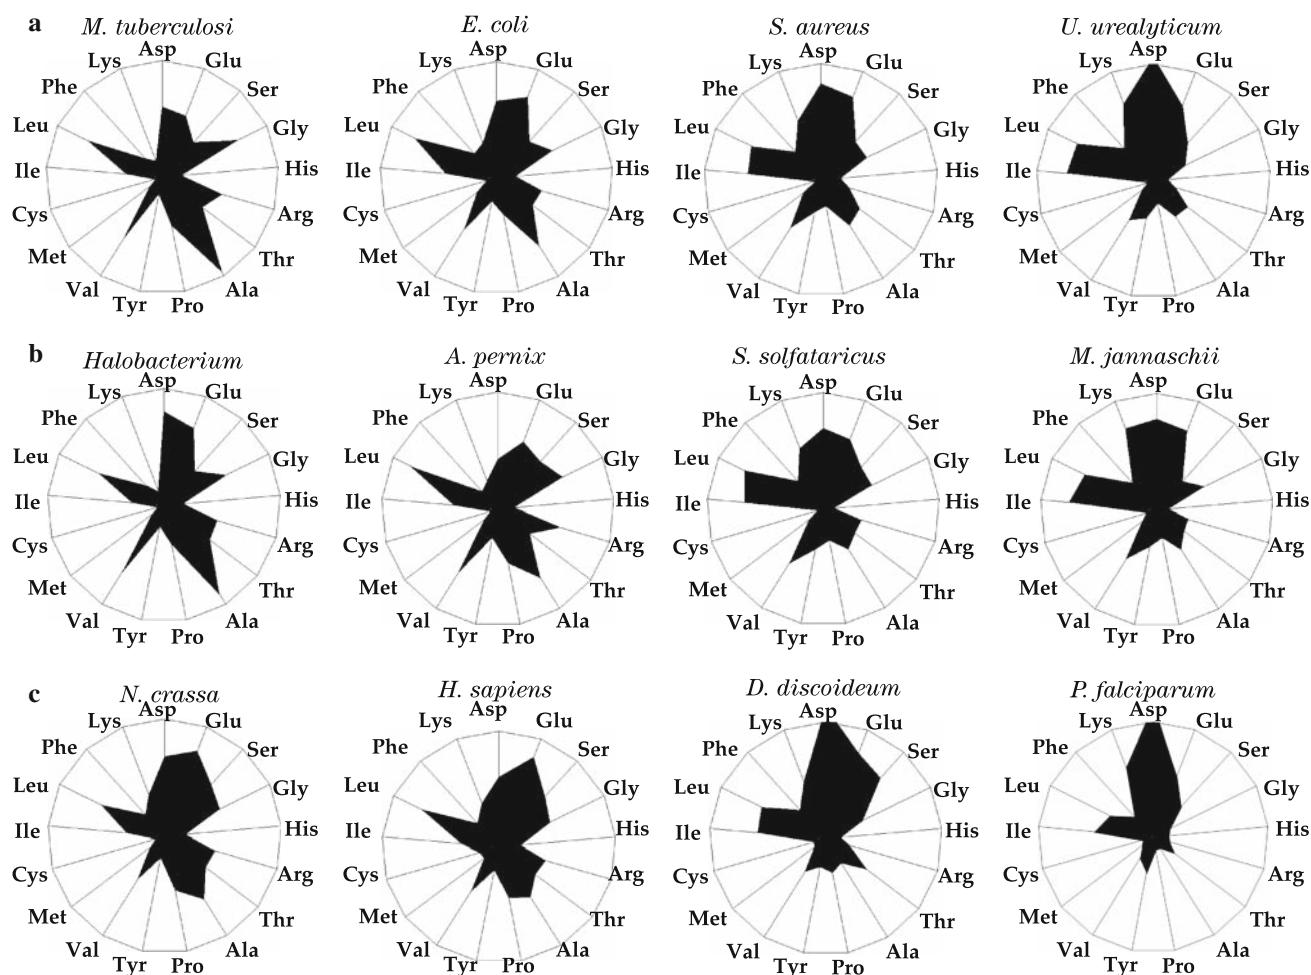 a
M. tuberculosi
Asp
Glu
Ser
Gly
His
Arg
Thr
Ala
Pro
Tyr
Val
Met
Cys
Ile
Leu
Phe
Lys
E. coli
Asp
Glu
Ser
Gly
His
Arg
Thr
Ala
Pro
Tyr
Val
Met
Cys
Ile
Leu
Phe
Lys
S. aureus
Asp
Glu
Ser
Gly
His
Arg
Thr
Ala
Pro
Tyr
Val
Met
Cys
Ile
Leu
Phe
Lys
U. urealyticum
Asp
Glu
Ser
Gly
His
Arg
Thr
Ala
Pro
Tyr
Val
Met
Cys
Ile
Leu
Phe
Lys
b
Halobacterium
Asp
Glu
Ser
Gly
His
Arg
Thr
Ala
Pro
Tyr
Val
Met
Cys
Ile
Leu
Phe
Lys
A. pernix
Asp
Glu
Ser
Gly
His
Arg
Thr
Ala
Pro
Tyr
Val
Met
Cys
Ile
Leu
Phe
Lys
S. solfataricus
Asp
Glu
Ser
Gly
His
Arg
Thr
Ala
Pro
Tyr
Val
Met
Cys
Ile
Leu
Phe
Lys
M. jannaschii
Asp
Glu
Ser
Gly
His
Arg
Thr
Ala
Pro
Tyr
Val
Met
Cys
Ile
Leu
Phe
Lys
c
N. crassa
Asp
Glu
Ser
Gly
His
Arg
Thr
Ala
Pro
Tyr
Val
Met
Cys
Ile
Leu
Phe
Lys
H. sapiens
Asp
Glu
Ser
Gly
His
Arg
Thr
Ala
Pro
Tyr
Val
Met
Cys
Ile
Leu
Phe
Lys
D. discoideum
Asp
Glu
Ser
Gly
His
Arg
Thr
Ala
Pro
Tyr
Val
Met
Cys
Ile
Leu
Phe
Lys
P. falciparum
Asp
Glu
Ser
Gly
His
Arg
Thr
Ala
Pro
Tyr
Val
Met
Cys
Ile
Leu
Phe
Lys